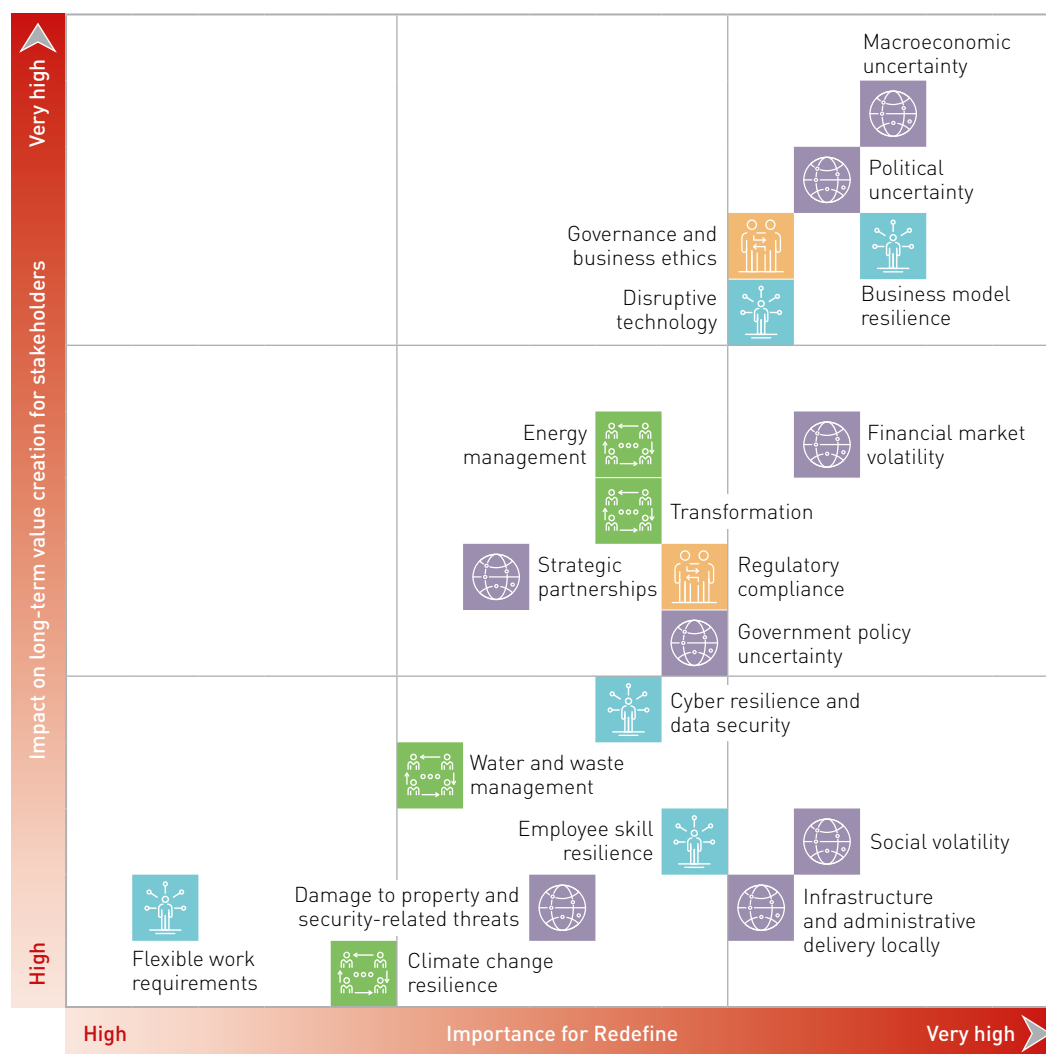 Very high
Impact on long-term value creation for stakeholders
High
Macroeconomic
uncertainty
Political
uncertainty
Governance and
business ethics
Disruptive
technology
Business model
resilience
Energy
management
Financial market
volatility
Transformation
Strategic
partnerships
Regulatory
compliance
Government policy
uncertainty
Cyber resilience and
data security
Water and waste
management
Employee skill
resilience
Social volatility
Damage to property and
security-related threats
Infrastructure
and administrative
delivery locally
Flexible work
requirements
Climate change
resilience
High
Importance for Redefine
Very high